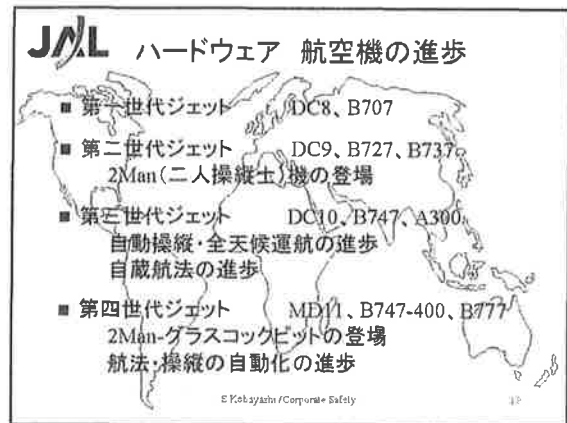 JAL ハードウェア 航空機の進歩
■ 第一世代ジェット DC8、B707
■ 第二世代ジェット DC9、B727、B737
2Man(二人操縦士)機の登場
■ 第三世代ジェット DC10、B747、A300
自動操縦・全天候運航の進歩
自蔵航法の進歩
■ 第四世代ジェット MD11、B747-400、B777
2Man-グラスコックピットの登場
航法・操縦の自動化の進歩
S Kobayashi /Corporate Safety